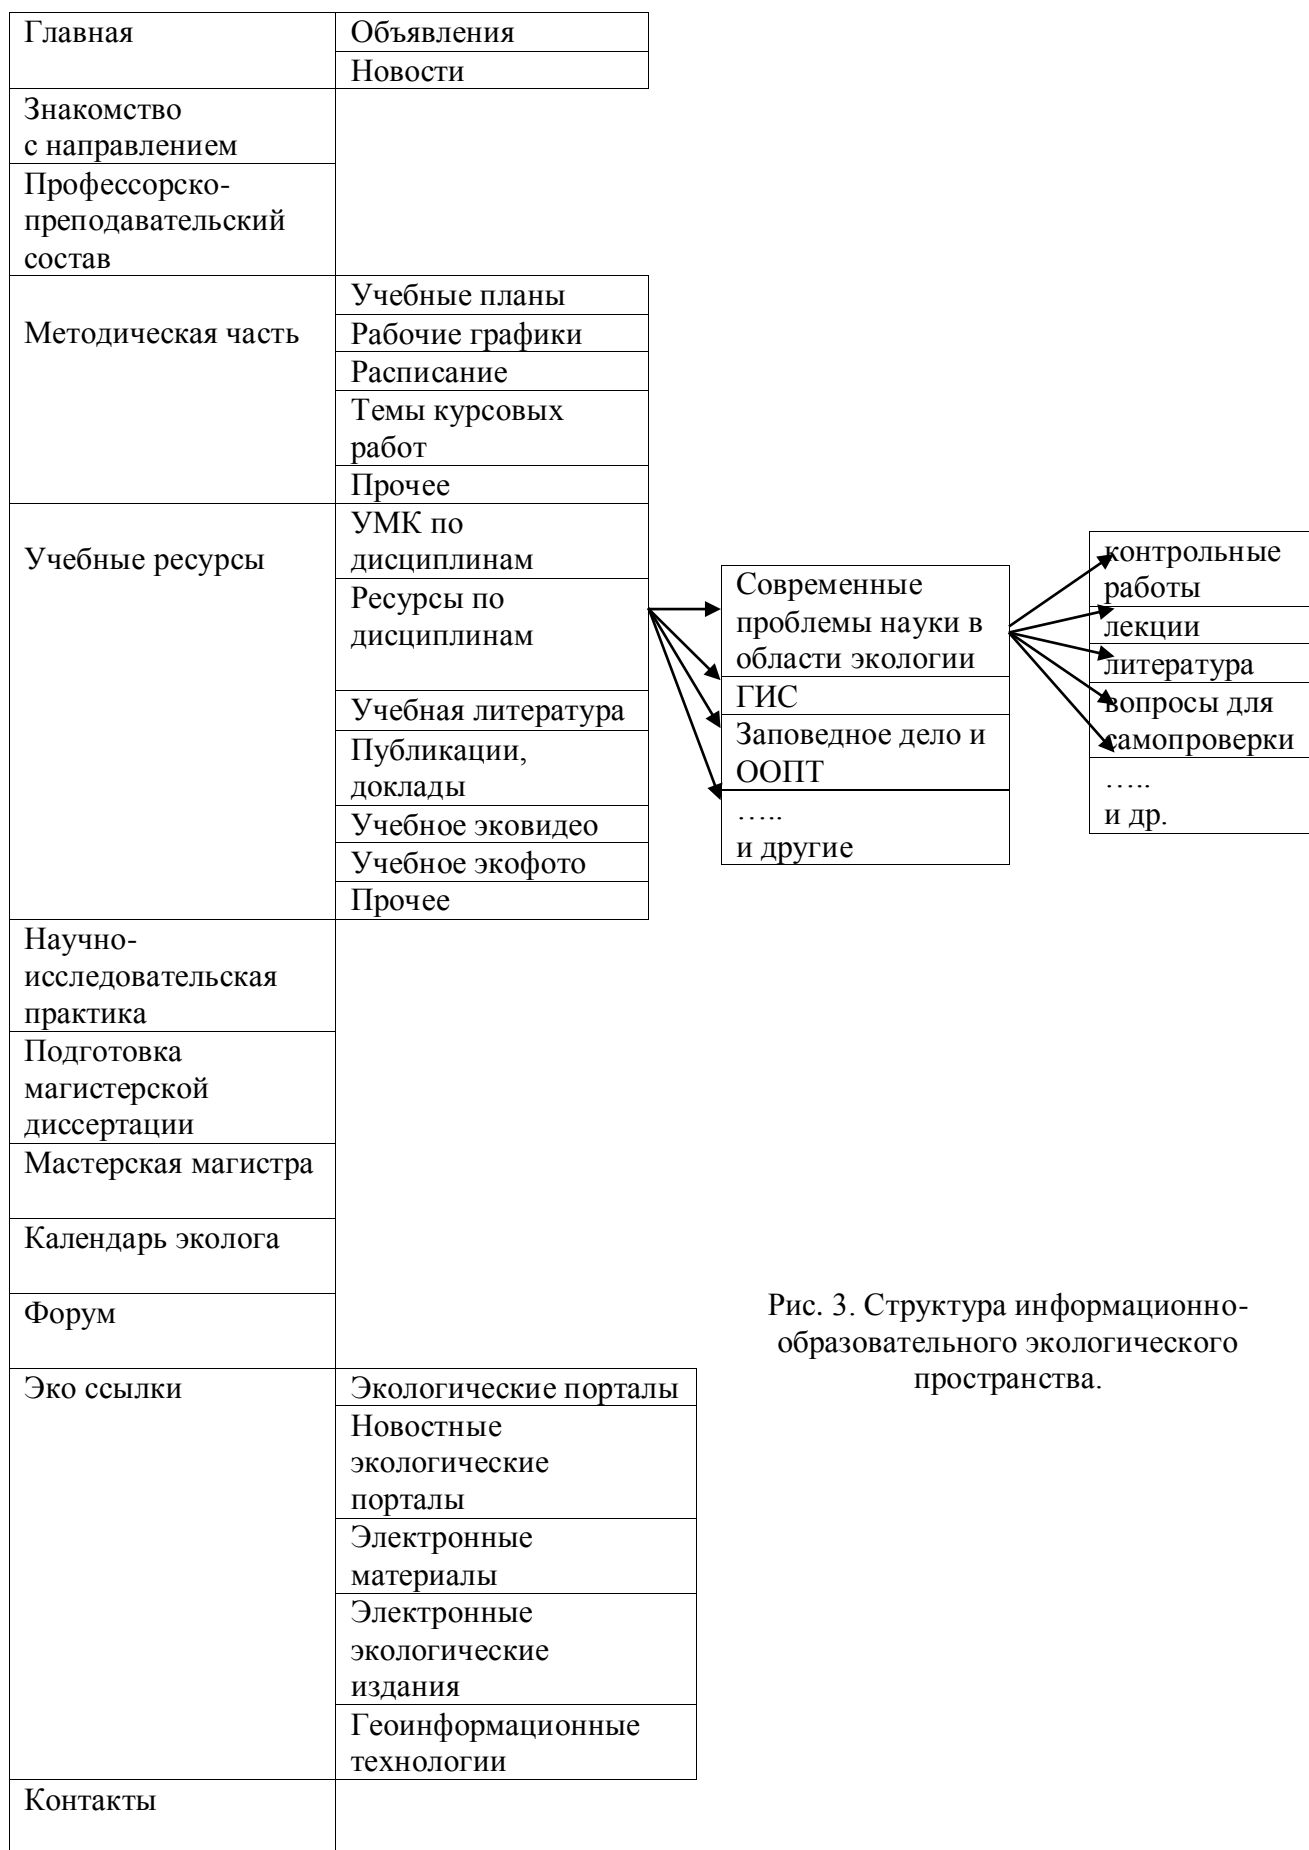 Главная
Объявления
Новости
Знакомство
с направлением
Профессорско-
преподавательский
состав
Методическая часть
Учебные планы
Рабочие графики
Расписание
Темы курсовых
работ
Прочее
Учебные ресурсы
УМК по
дисциплинам
Ресурсы по
дисциплинам
Учебная литература
Публикации,
доклады
Учебное эковидео
Учебное экофото
Прочее
Современные
проблемы науки в
области экологии
ГИС
Заповедное дело и
ООПТ
…..
и другие
контрольные
работы
лекции
литература
вопросы для
самопроверки
…..
и др.
Научно-
исследовательская
практика
Подготовка
магистерской
диссертации
Мастерская магистра
Календарь эколога
Форум
Эко ссылки
Экологические порталы
Новостные
экологические
порталы
Электронные
материалы
Электронные
экологические
издания
Геоинформационные
технологии
Контакты
Рис. 3. Структура информационно-
образовательного экологического
пространства.